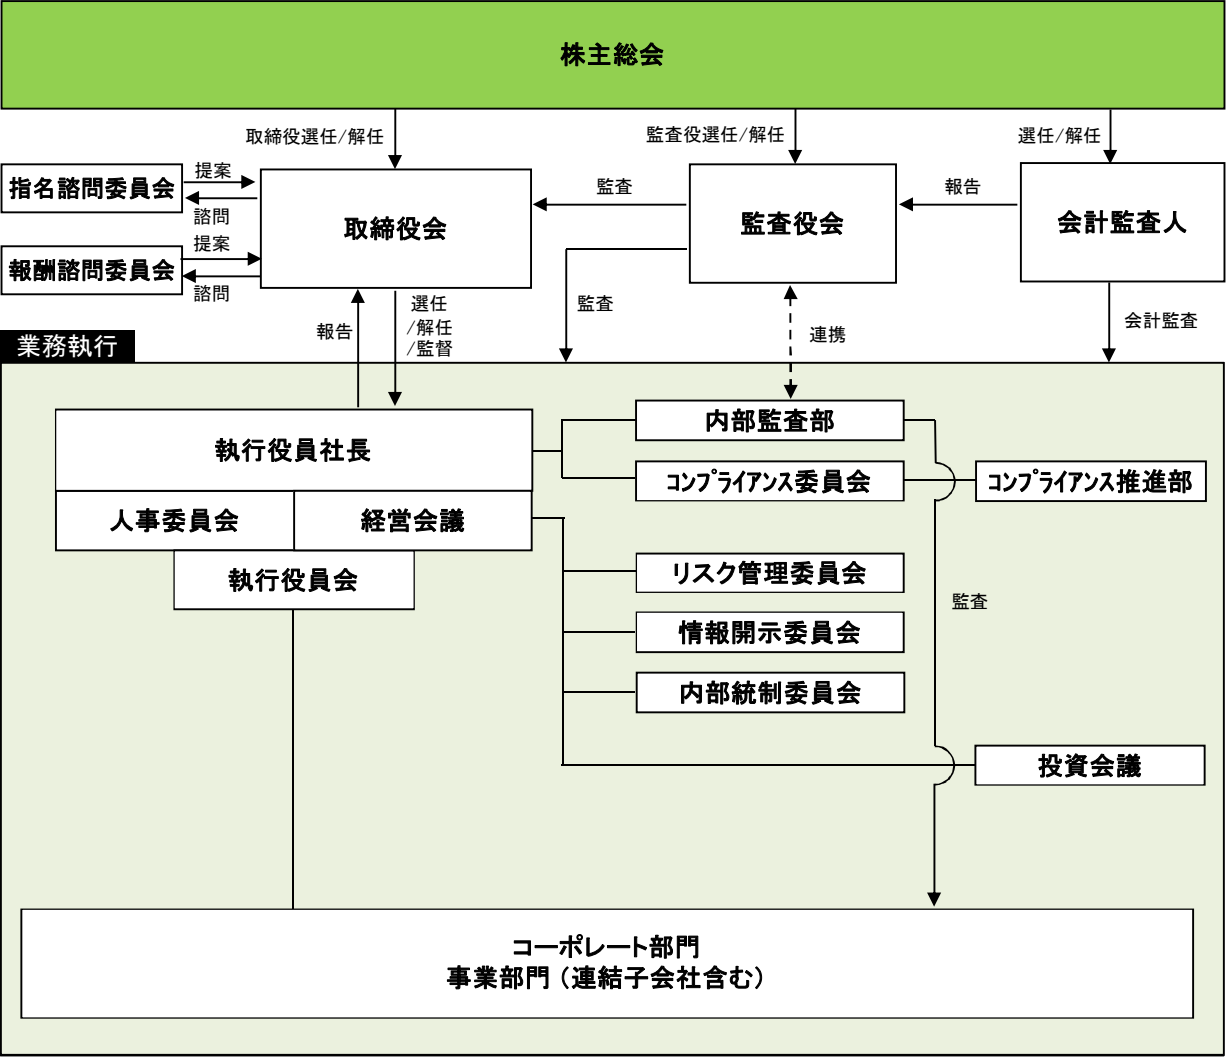 株主総会
取締役選任/解任
監査役選任/解任
選任/解任
指名諮問委員会
提案
諮問
取締役会
監査
監査役会
報告
会計監査人
報酬諮問委員会
提案
諮問
報告
選任
/解任
/監督
監査
連携
会計監査
業務執行
執行役員社長
内部監査部
コンプライアンス委員会
コンプライアンス推進部
人事委員会
経営会議
執行役員会
リスク管理委員会
監査
情報開示委員会
内部統制委員会
投資会議
コーポレート部門
事業部門（連結子会社含む）